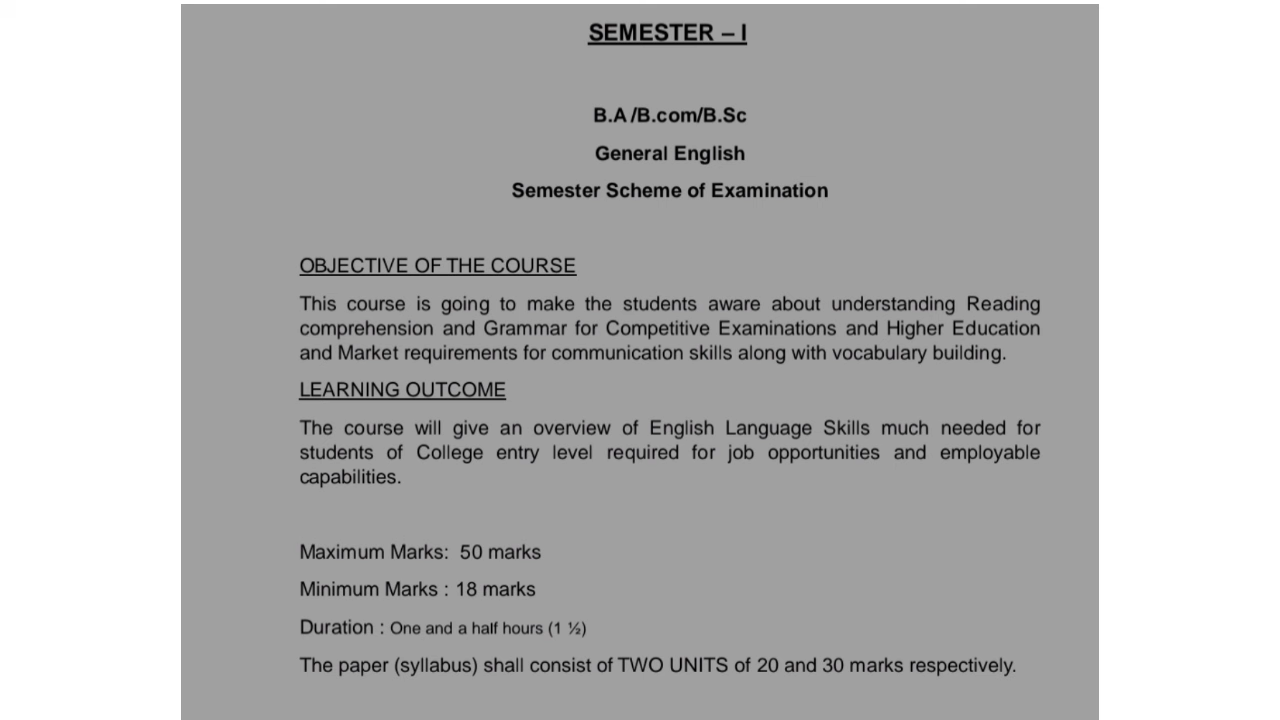 SEMESTER – I
B.A /B.com/B.Sc
General English
Semester Scheme of Examination
OBJECTIVE OF THE COURSE
This course is going to make the students aware about understanding Reading
comprehension and Grammar for Competitive Examinations and Higher Education
and Market requirements for communication skills along with vocabulary building.
LEARNING OUTCOME
The course will give an overview of English Language Skills much needed for
students of College entry level required for job opportunities and employable
capabilities.
Maximum Marks:  50 marks
Minimum Marks : 18 marks
Duration : One and a half hours (1 ½)
The paper (syllabus) shall consist of TWO UNITS of 20 and 30 marks respectively.